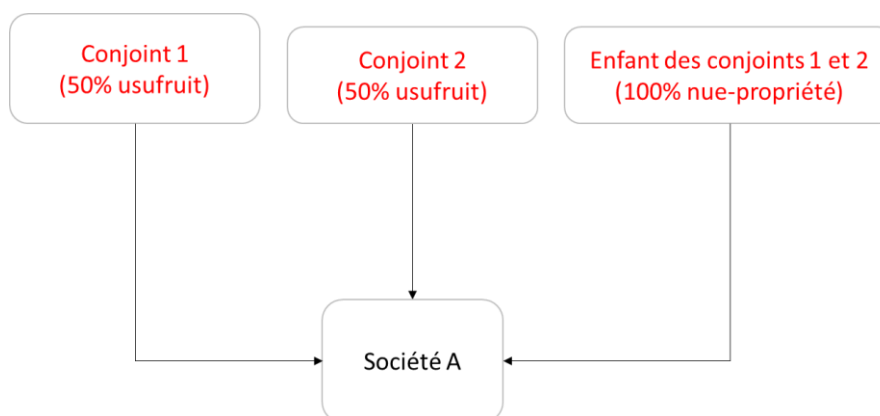 Conjoint 1
(50% usufruit)
Conjoint 2
(50% usufruit)
Enfant des conjoints 1 et 2
(100% nue-propriété)
Société A